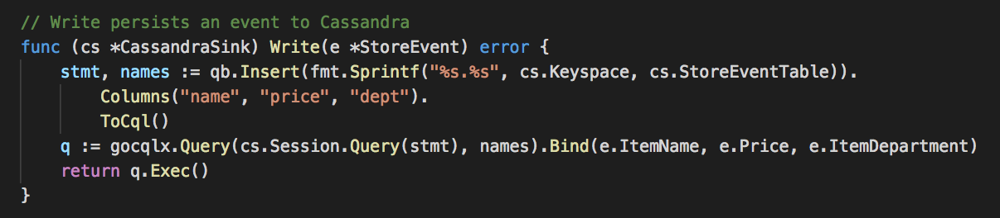 // Write persists an event to Cassandra
func (cs *CassandraSink) Write(e *StoreEvent) error {
    stmt, names := qb.Insert(fmt.Sprintf("%s.%s", cs.Keyspace, cs.StoreEventTable)).
        Columns("name", "price", "dept").
        ToCql()
    q := gocqlx.Query(cs.Session.Query(stmt), names).Bind(e.ItemName, e.Price, e.ItemDepartment)
    return q.Exec()
}